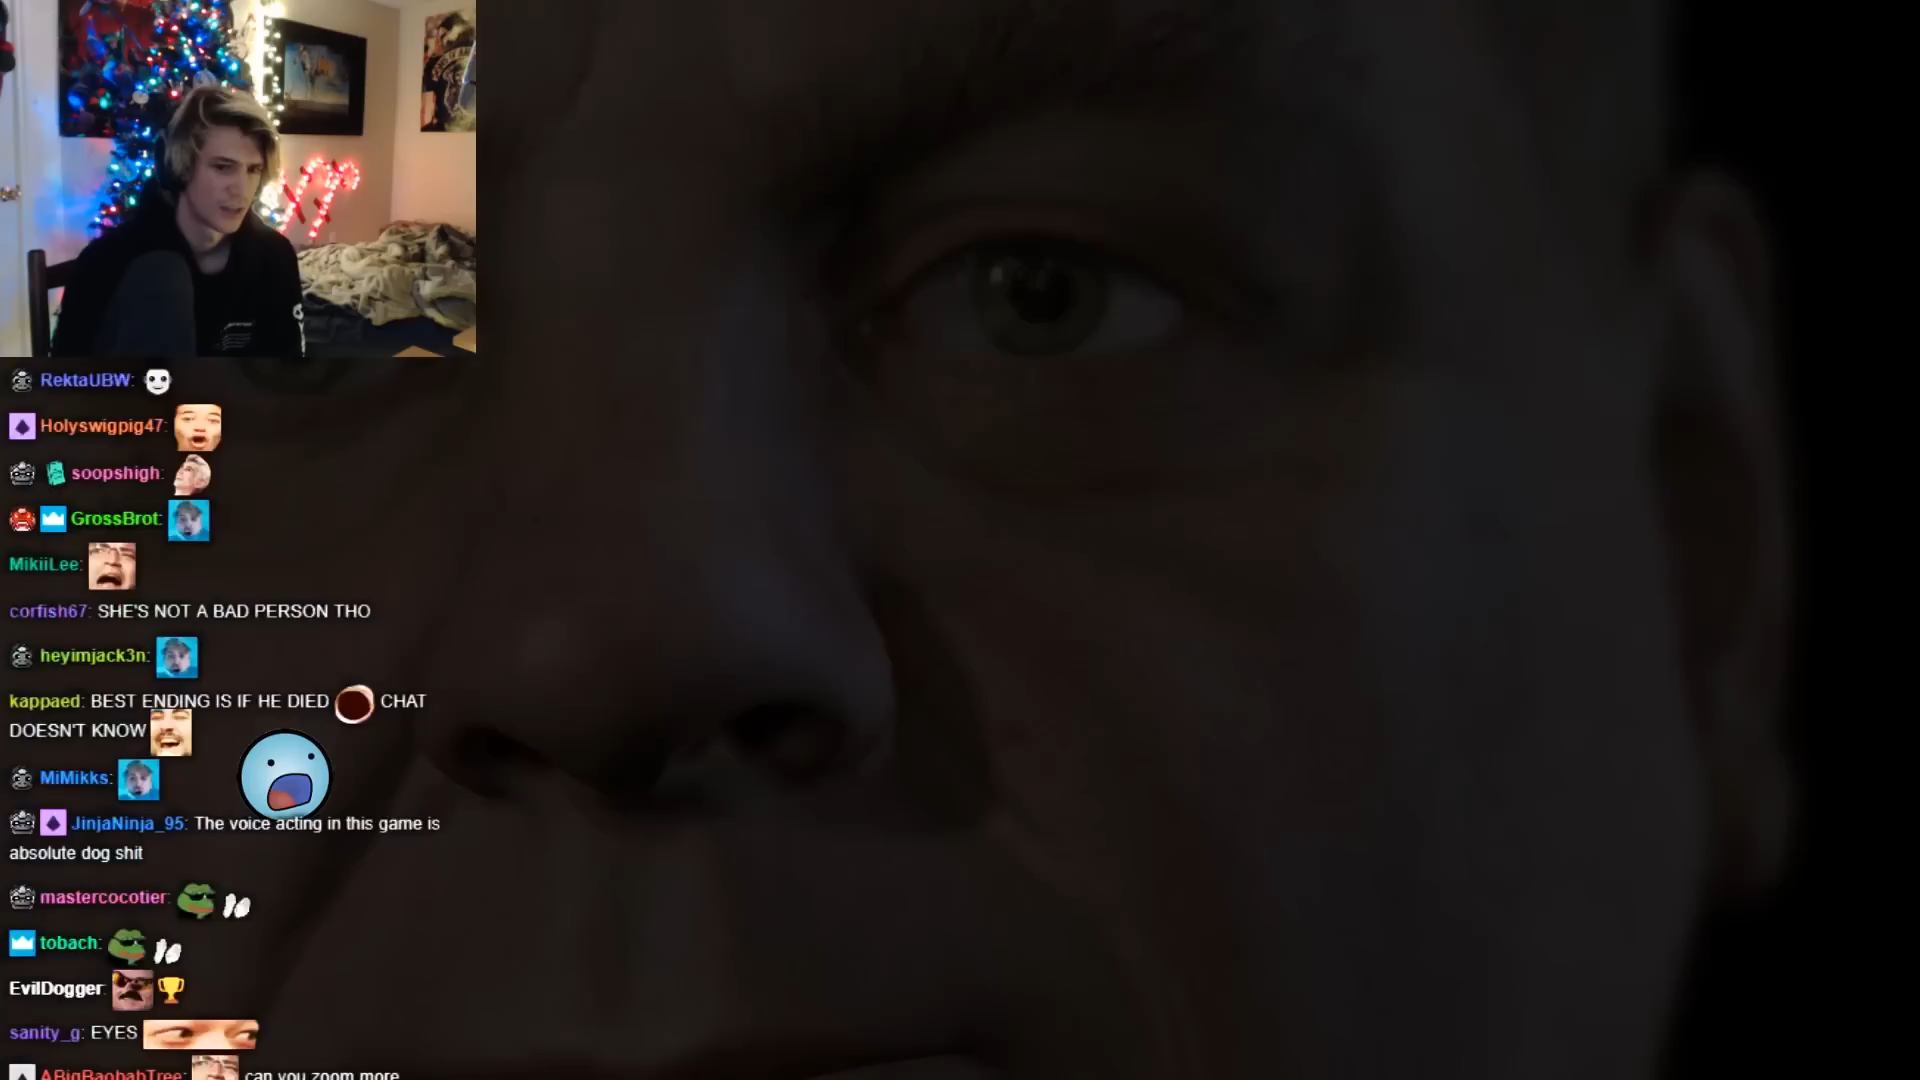 RektaUBW:
Holyswigpig47:
soopshigh:
GrossBrot:
MikiiLee:
corfish67: SHE'S NOT A BAD PERSON THO
heyimjack3n:
kappaed: BEST ENDING IS IF HE DIED CHAT
DOESN'T KNOW
MiMikks:
JinjaNinja_95: The voice acting in this game is
absolute dog shit
mastercocotier:
tobach:
EvilDogger:
sanity_g: EYES
ABigBaobabTree: can you zoom more